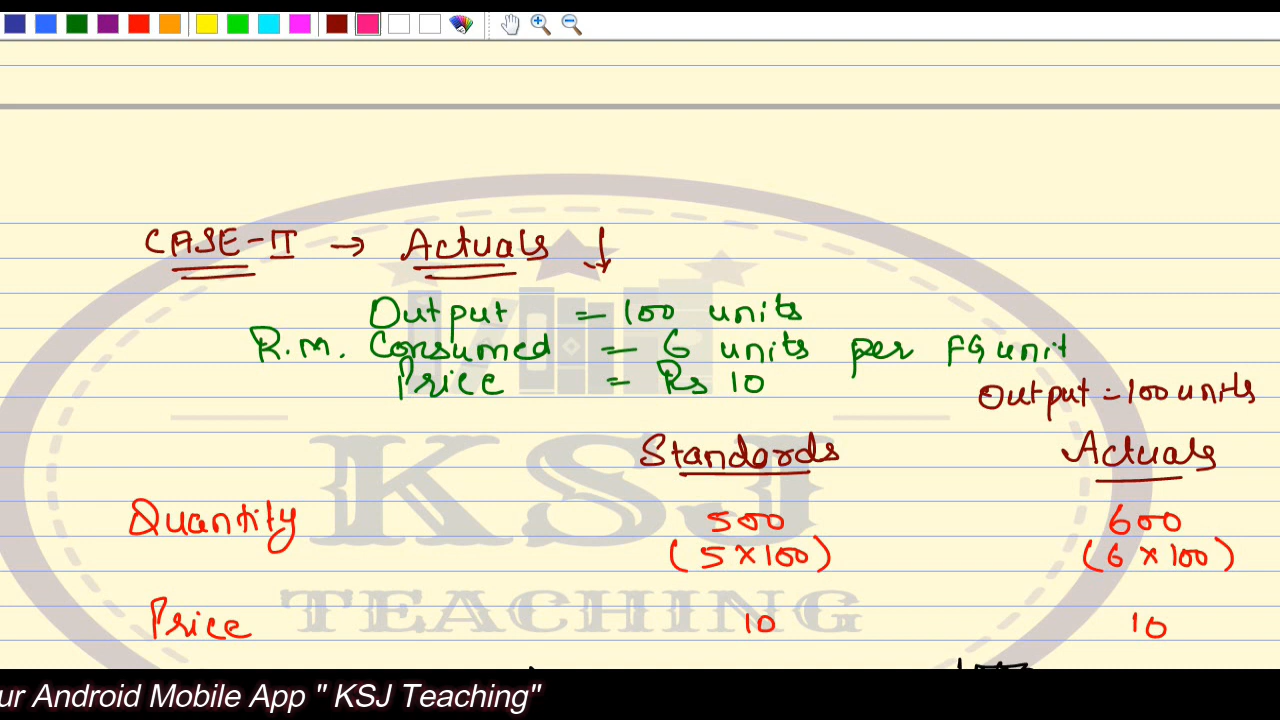 CASE-II → Actuals ↓
Output = 100 units
R.M. Consumed = 6 units per FG unit
Price = Rs 10
Output = 100 units
Standards Actuals
Quantity 500 600
(5×100) (6×100)
Price 10 10
KSJ
TEACHING
ur Android Mobile App " KSJ Teaching"